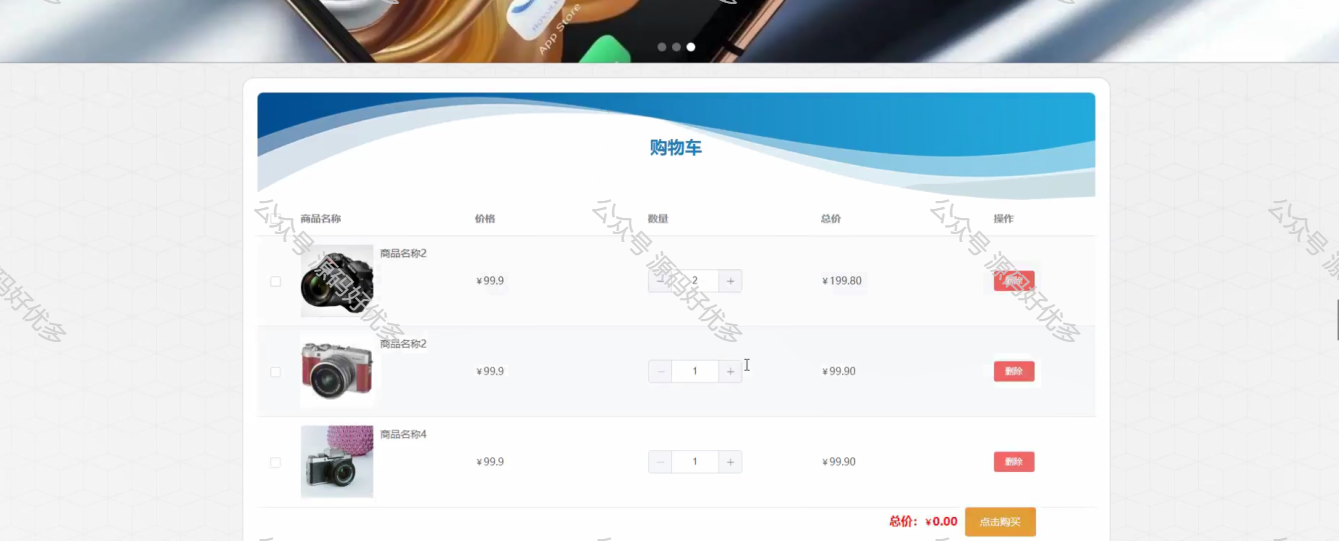 App Store
购物车
商品名称 价格 数量 总价 操作
商品名称2
¥99.9 2 + ¥199.80 删除
商品名称2
¥99.9 − 1 + ¥99.90 删除
商品名称4
¥99.9 − 1 + ¥99.90 删除
总价：¥0.00 点击购买
公众号 源码好优多
公众号 源码好优多
公众号 源码好优多
公众号
源码好优多